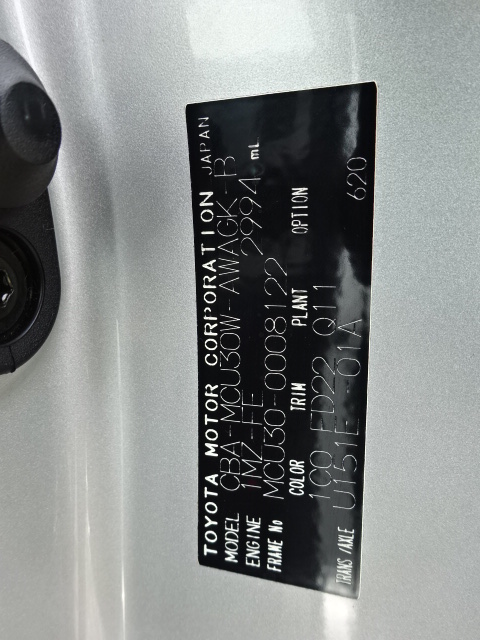 TOYOTA MOTOR CORPORATION JAPAN
MODEL CBA-MCU30W-AWAGK-B
ENGINE 1MZ-FE 2994 mL
FRAME No MCU30-0008122
COLOR TRIM PLANT OPTION
1C0 FD22 Q11
TRANS/AXLE U151E-01A 620